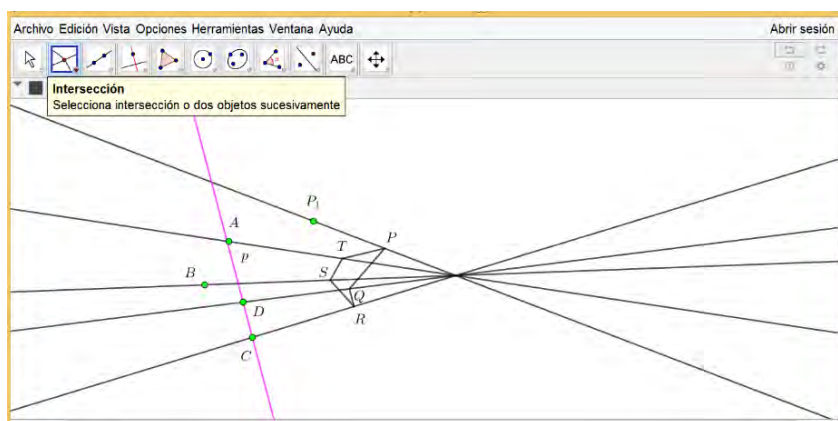 Archivo Edición Vista Opciones Herramientas Ventana Ayuda Abrir sesión
ABC
Intersección
Selecciona intersección o dos objetos sucesivamente
P₁
A
P
T
p
B
S
Q
D
R
C